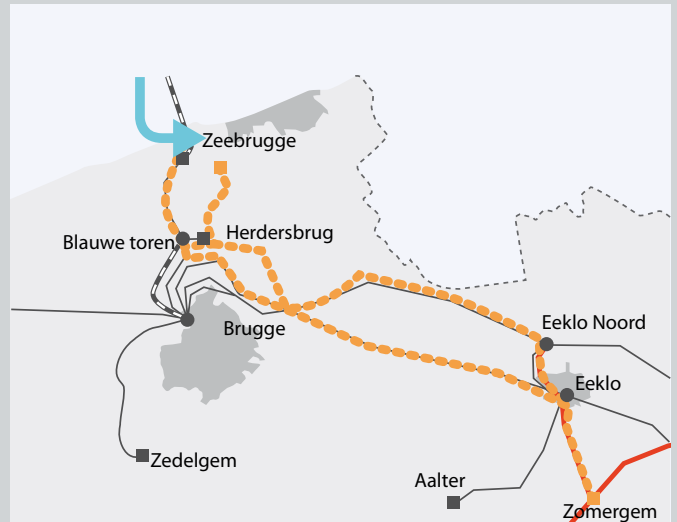 Zeebrugge
Herdersbrug
Blauwe toren
Brugge
Eeklo Noord
Eeklo
Zedelgem
Aalter
Zomergem